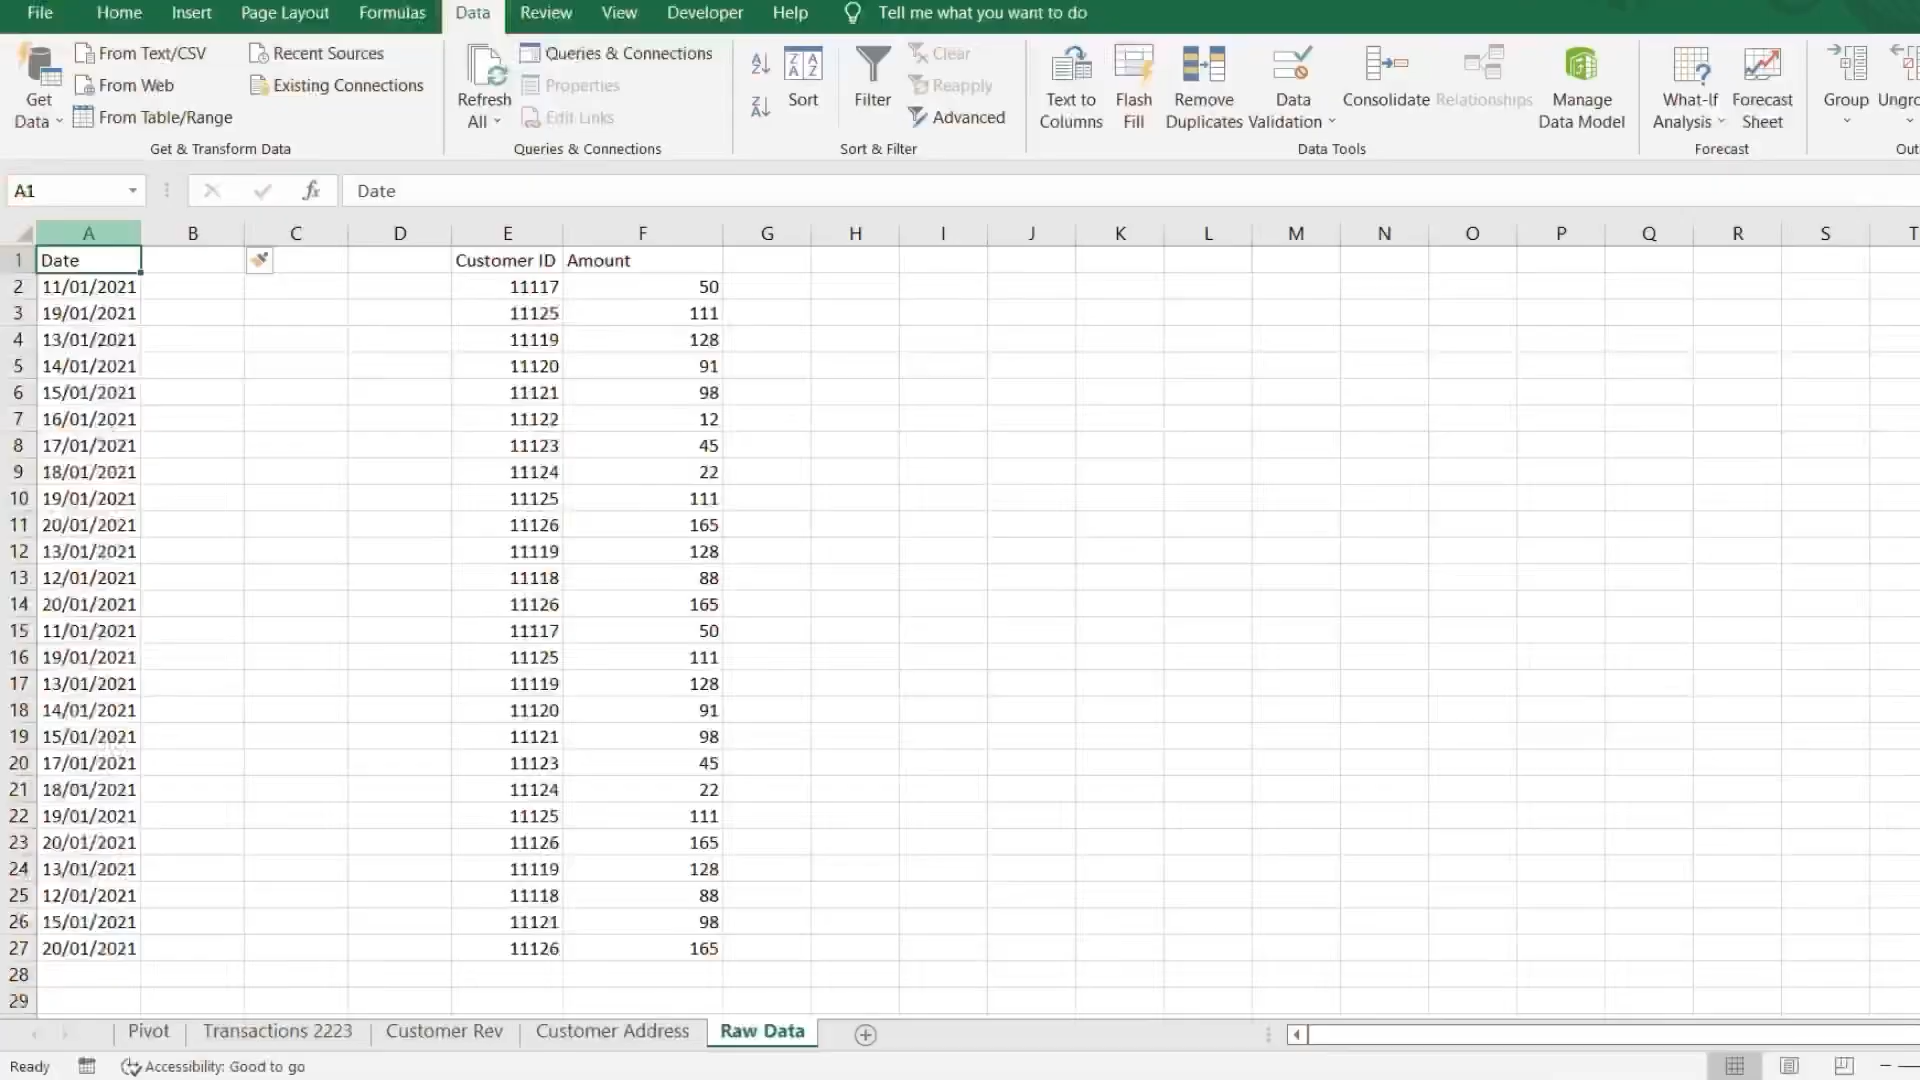 File Home Insert Page Layout Formulas Data Review View Developer Help Tell me what you want to do
Get Data
From Text/CSV
From Web
From Table/Range
Recent Sources
Existing Connections
Get & Transform Data
Refresh All
Queries & Connections
Properties
Edit Links
Queries & Connections
Sort
Filter
Clear
Reapply
Advanced
Sort & Filter
Text to Columns
Flash Fill
Remove Duplicates
Data Validation
Consolidate
Relationships
Manage Data Model
Data Tools
What-If Analysis
Forecast Sheet
Forecast
Group
Ungro
Out
A1 fx Date
A B C D E F G H I J K L M N O P Q R S T
1 Date Customer ID Amount
2 11/01/2021 11117 50
3 19/01/2021 11125 111
4 13/01/2021 11119 128
5 14/01/2021 11120 91
6 15/01/2021 11121 98
7 16/01/2021 11122 12
8 17/01/2021 11123 45
9 18/01/2021 11124 22
10 19/01/2021 11125 111
11 20/01/2021 11126 165
12 13/01/2021 11119 128
13 12/01/2021 11118 88
14 20/01/2021 11126 165
15 11/01/2021 11117 50
16 19/01/2021 11125 111
17 13/01/2021 11119 128
18 14/01/2021 11120 91
19 15/01/2021 11121 98
20 17/01/2021 11123 45
21 18/01/2021 11124 22
22 19/01/2021 11125 111
23 20/01/2021 11126 165
24 13/01/2021 11119 128
25 12/01/2021 11118 88
26 15/01/2021 11121 98
27 20/01/2021 11126 165
28
29
Pivot Transactions 2223 Customer Rev Customer Address Raw Data
Ready Accessibility: Good to go